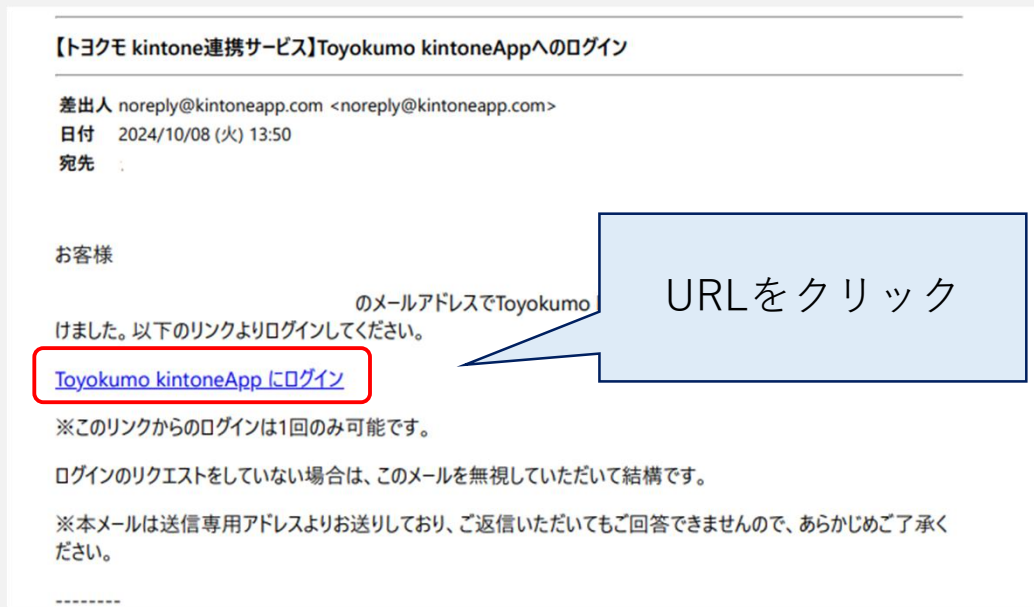 【トヨクモ kintone連携サービス】Toyokumo kintoneAppへのログイン
差出人 noreply@kintoneapp.com <noreply@kintoneapp.com>
日付 2024/10/08 (火) 13:50
宛先
お客様
のメールアドレスでToyokumo
けました。以下のリンクよりログインしてください。
URLをクリック
Toyokumo kintoneApp にログイン
※このリンクからのログインは1回のみ可能です。
ログインのリクエストをしていない場合は、このメールを無視していただいて結構です。
※本メールは送信専用アドレスよりお送りしており、ご返信いただいてもご回答できませんので、あらかじめご了承く
ださい。
--------